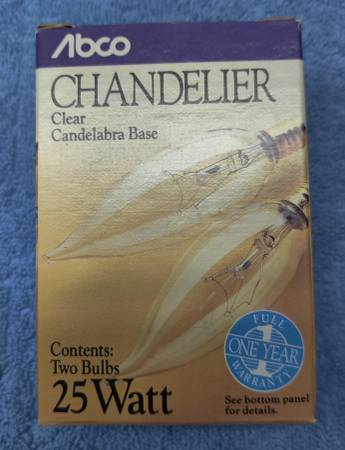 Abco
CHANDELIER
Clear
Candelabra Base
Contents:
Two Bulbs
25 Watt
FULL
1
ONE YEAR
WARRANTY
See bottom panel
for details.